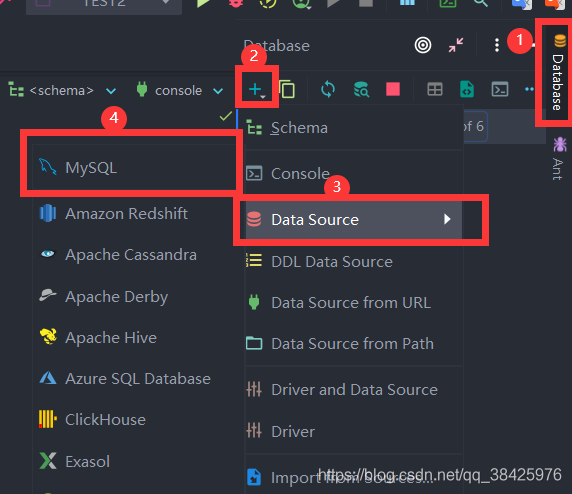 TEST2
Database
1
2
<schema>
console
4
Schema
of 6
MySQL
Console
3
Amazon Redshift
Data Source
Apache Cassandra
DDL Data Source
Apache Derby
Data Source from URL
Apache Hive
Data Source from Path
Azure SQL Database
Driver and Data Source
ClickHouse
Driver
Exasol
Import from Sources...
https://blog.csdn.net/qq_38425976
Database
Ant